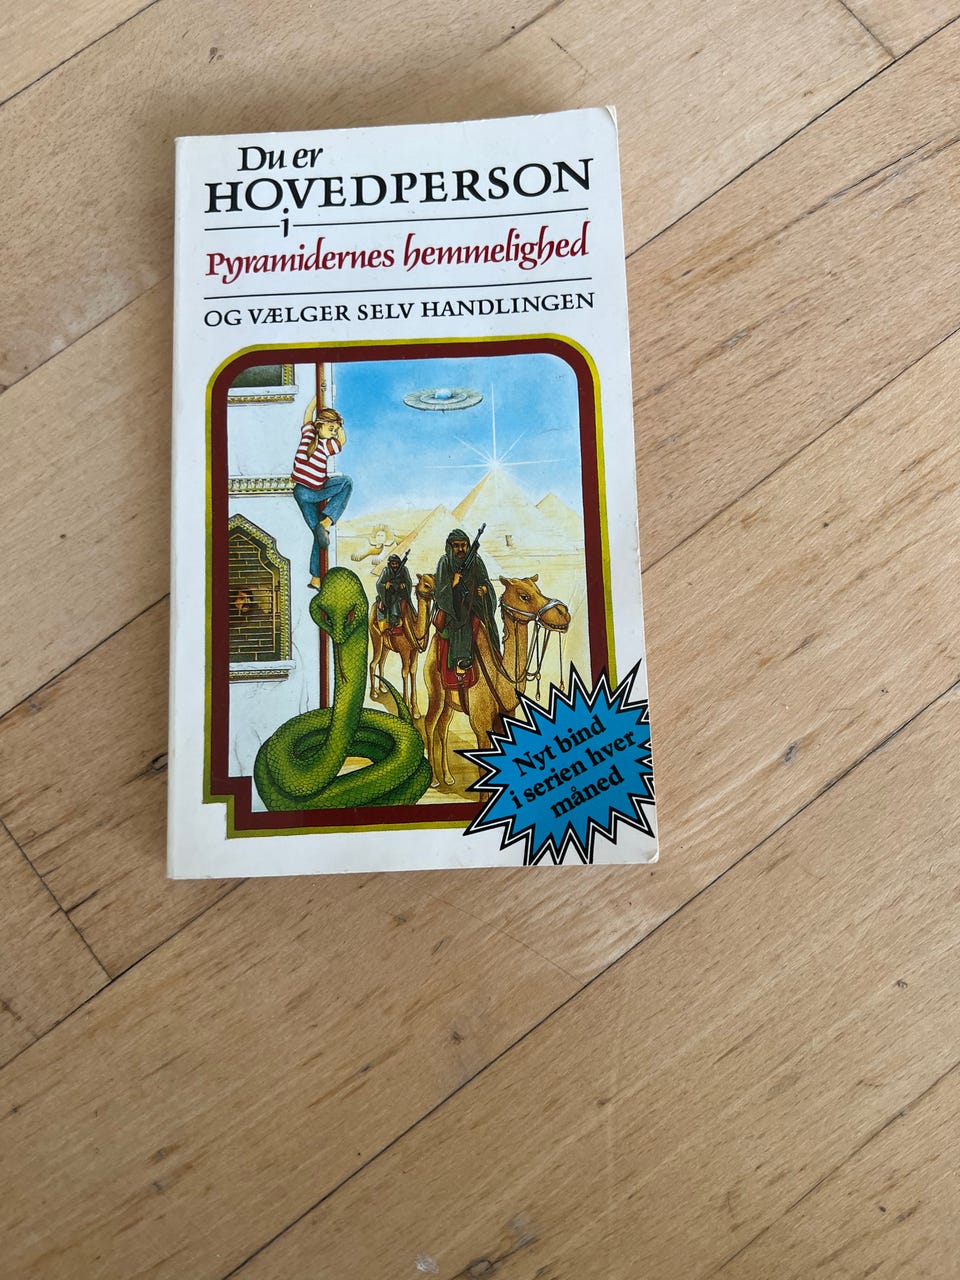 Du er
HOVEDPERSON
i
Pyramidernes hemmelighed
OG VÆLGER SELV HANDLINGEN
Nyt bind
i serien hver
måned